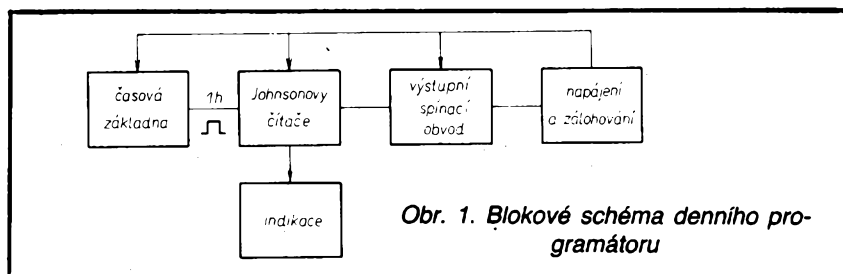 časová
základna
1h
Johnsonovy
čítače
výstupní
spínací
obvod
napájení
a zálohování
indikace
Obr. 1. Blokové schéma denního pro-
gramátoru